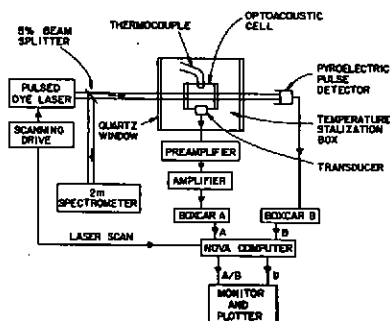 5% BEAM
SPLITTER
THERMOCOUPLE
OPTOACOUSTIC
CELL
PULSED
DYE LASER
PYROELECTRIC
PULSE
DETECTOR
SCANNING
DRIVE
QUARTZ
WINDOW
TEMPERATURE
STALIZATION
BOX
PREAMPLIFIER
TRANSDUCER
2m
SPECTROMETER
AMPLIFIER
BOXCAR A
BOXCAR B
A
B
LASER SCAN
NOVA COMPUTER
A/B
MONITOR
AND
PLOTTER